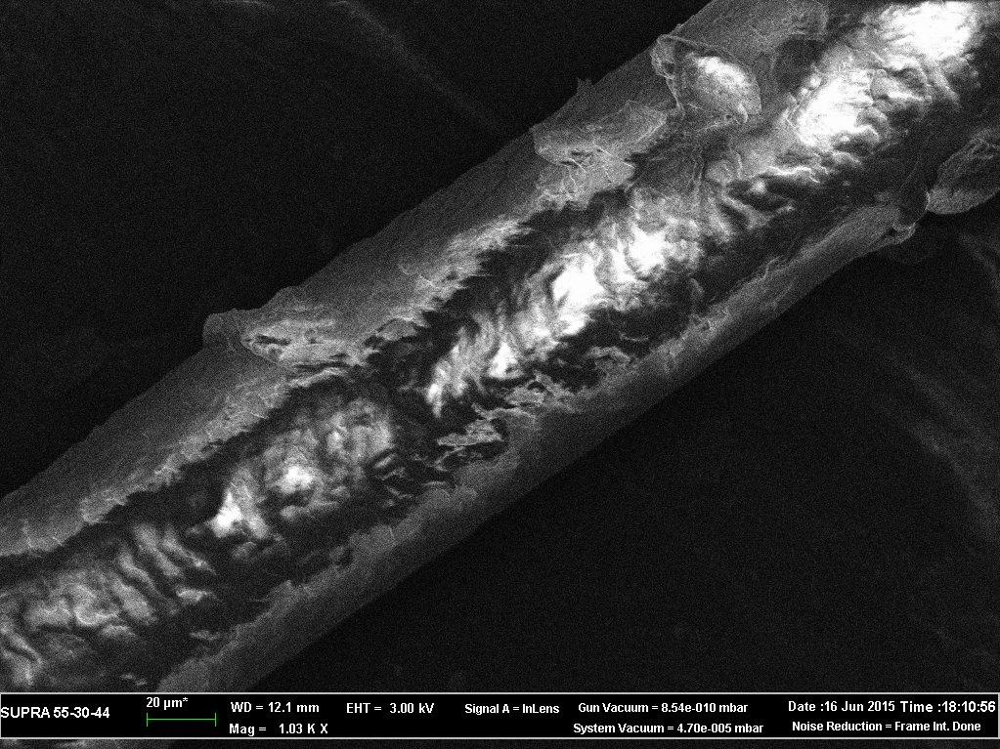 SUPRA 55-30-44
20 µm*
WD = 12.1 mm
EHT = 3.00 kV
Signal A = InLens
Gun Vacuum = 8.54e-010 mbar
Date :16 Jun 2015 Time :18:10:56
Mag = 1.03 K X
System Vacuum = 4.70e-005 mbar
Noise Reduction = Frame Int. Done